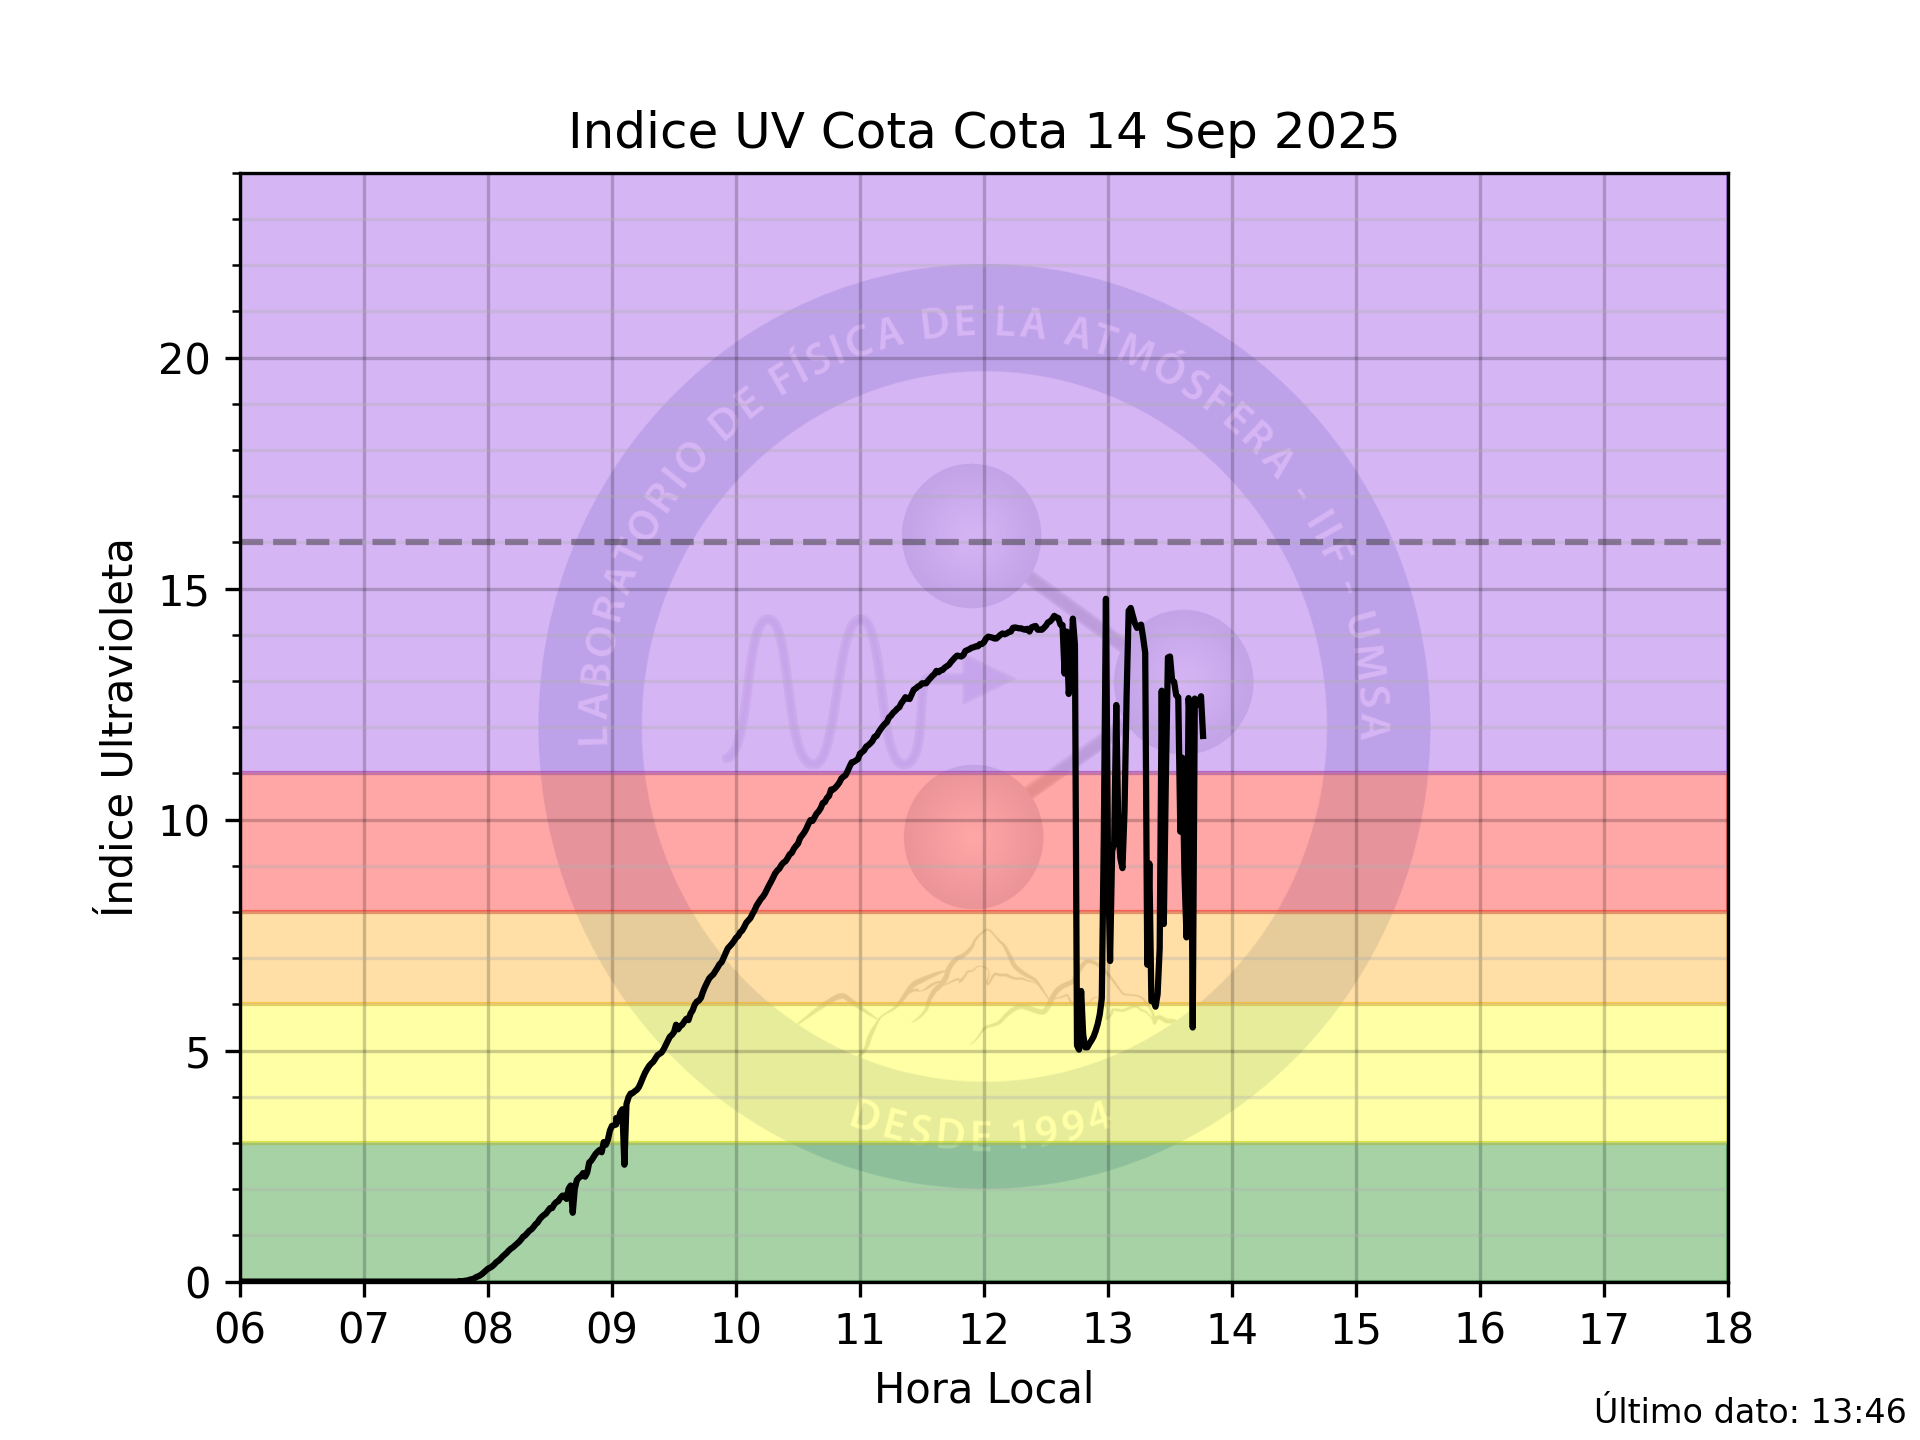 Indice UV Cota Cota 14 Sep 2025
Índice Ultravioleta
20
15
10
5
0
LABORATORIO DE FÍSICA DE LA ATMÓSFERA - IIF - UMSA
DESDE 1994
06 07 08 09 10 11 12 13 14 15 16 17 18
Hora Local
Último dato: 13:46